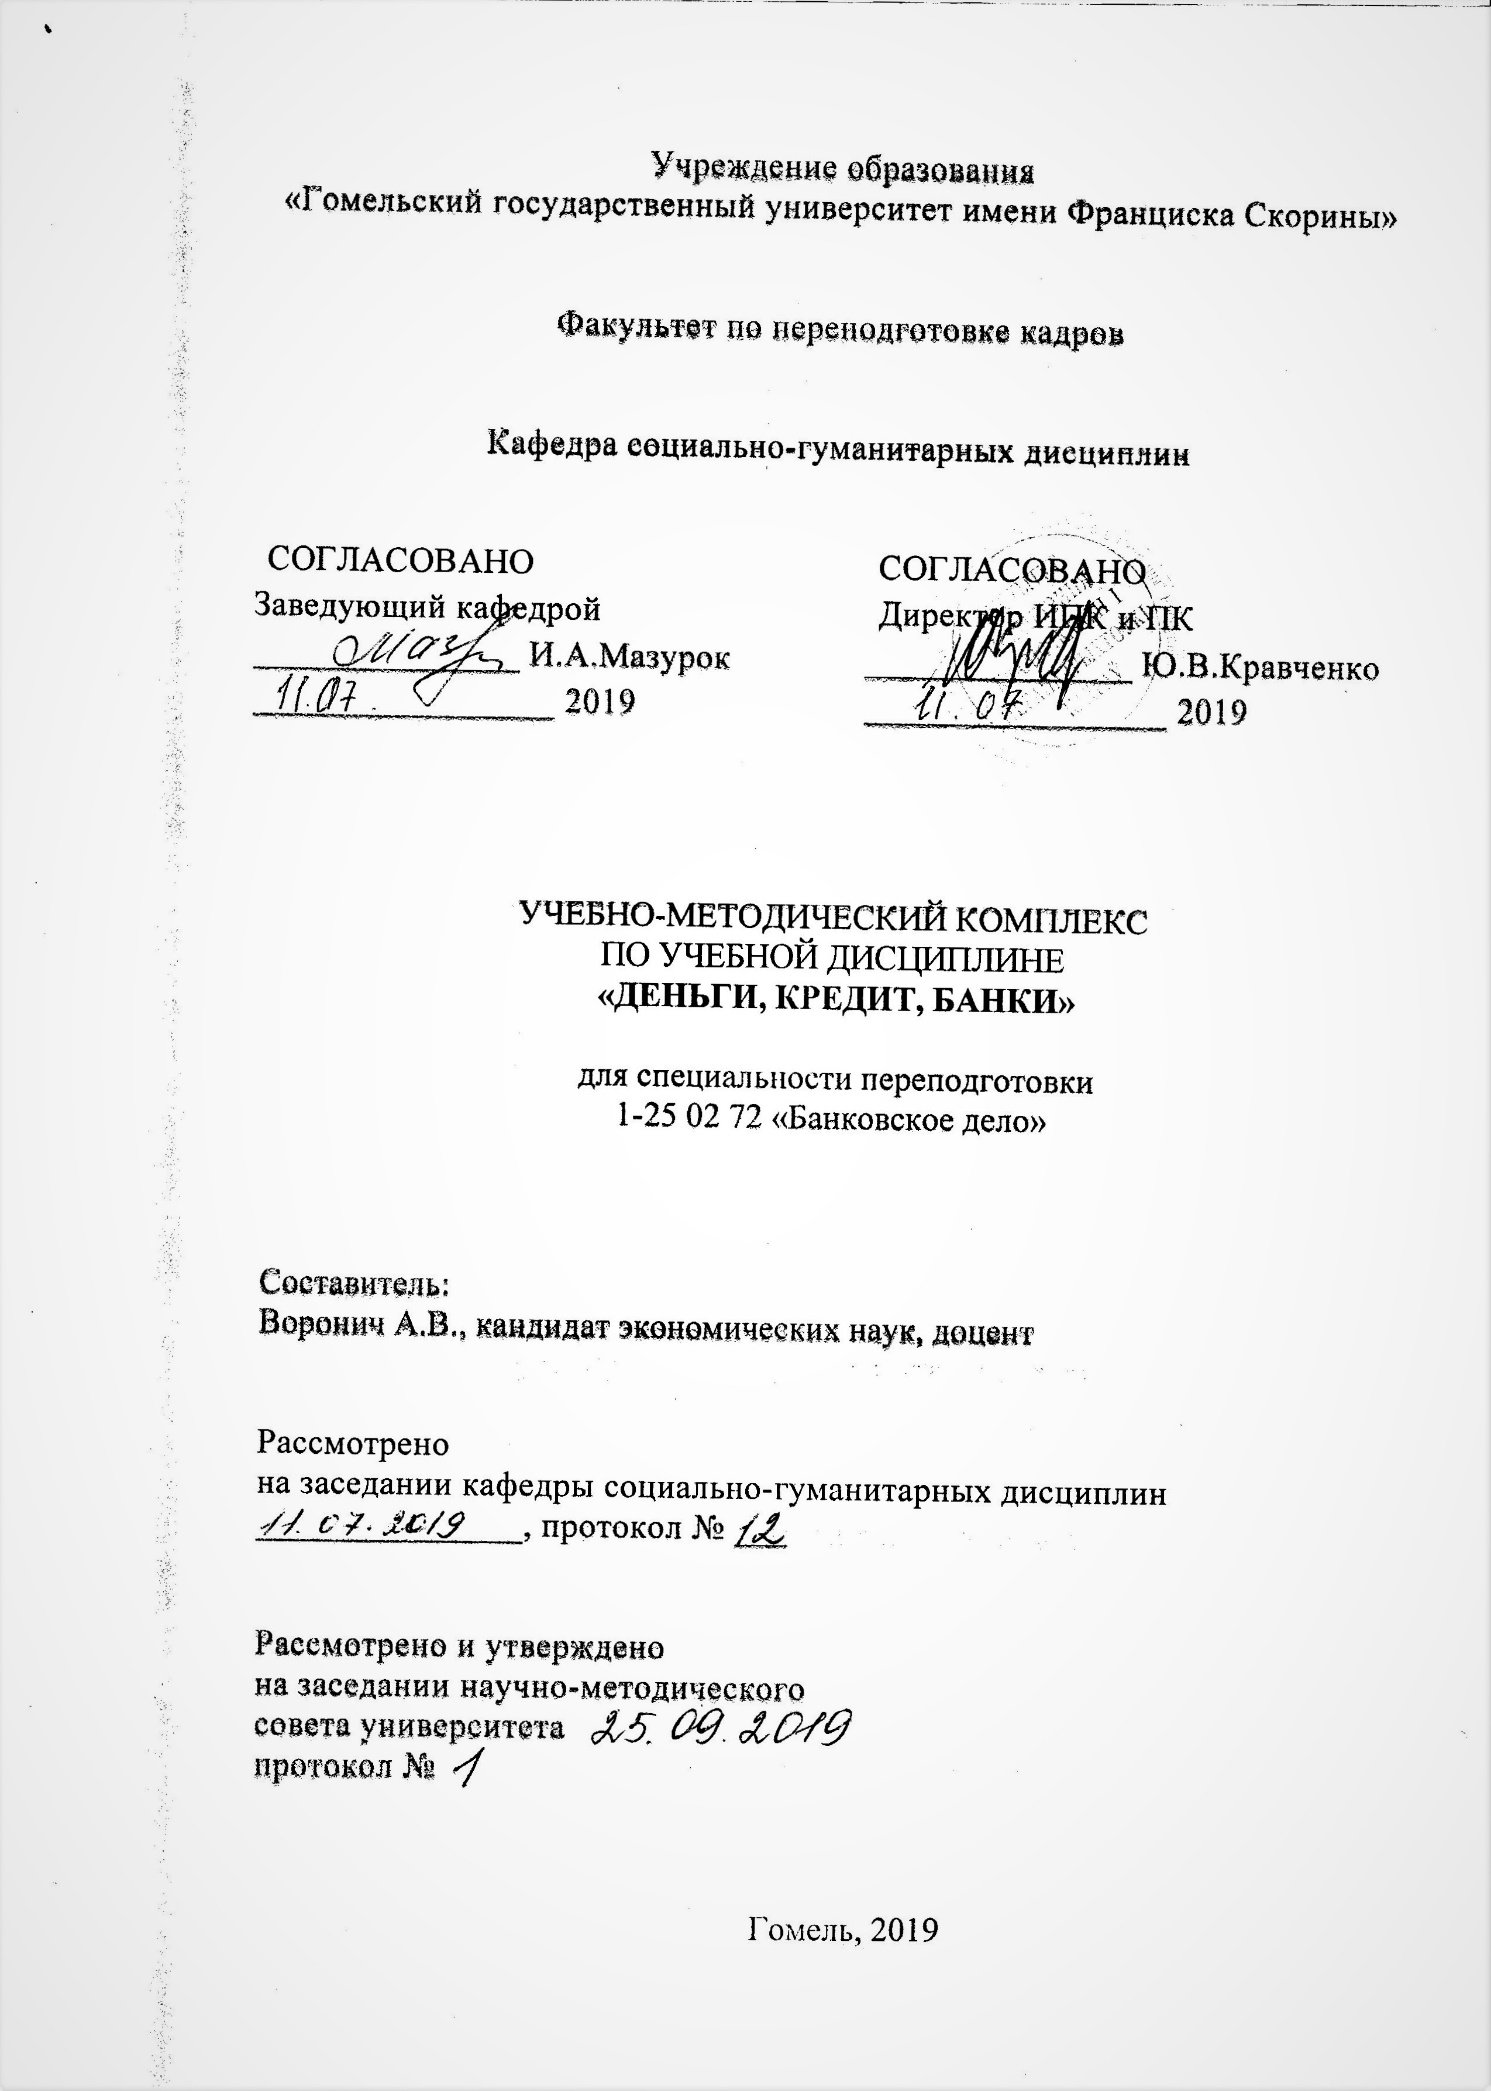 Учреждение образования
«Гомельский государственный университет имени Франциска Скорины»
Факультет по переподготовке кадров
Кафедра социально-гуманитарных дисциплин
СОГЛАСОВАНО
Заведующий кафедрой
И.А.Мазурок
11.07. 2019
СОГЛАСОВАНО
Директор ИПК и ПК
Ю.В.Кравченко
11.07 2019
УЧЕБНО-МЕТОДИЧЕСКИЙ КОМПЛЕКС
ПО УЧЕБНОЙ ДИСЦИПЛИНЕ
«ДЕНЬГИ, КРЕДИТ, БАНКИ»
для специальности переподготовки
1-25 02 72 «Банковское дело»
Составитель:
Воронич А.В., кандидат экономических наук, доцент
Рассмотрено
на заседании кафедры социально-гуманитарных дисциплин
11.07.2019, протокол № 12
Рассмотрено и утверждено
на заседании научно-методического
совета университета 25.09.2019
протокол № 1
Гомель, 2019